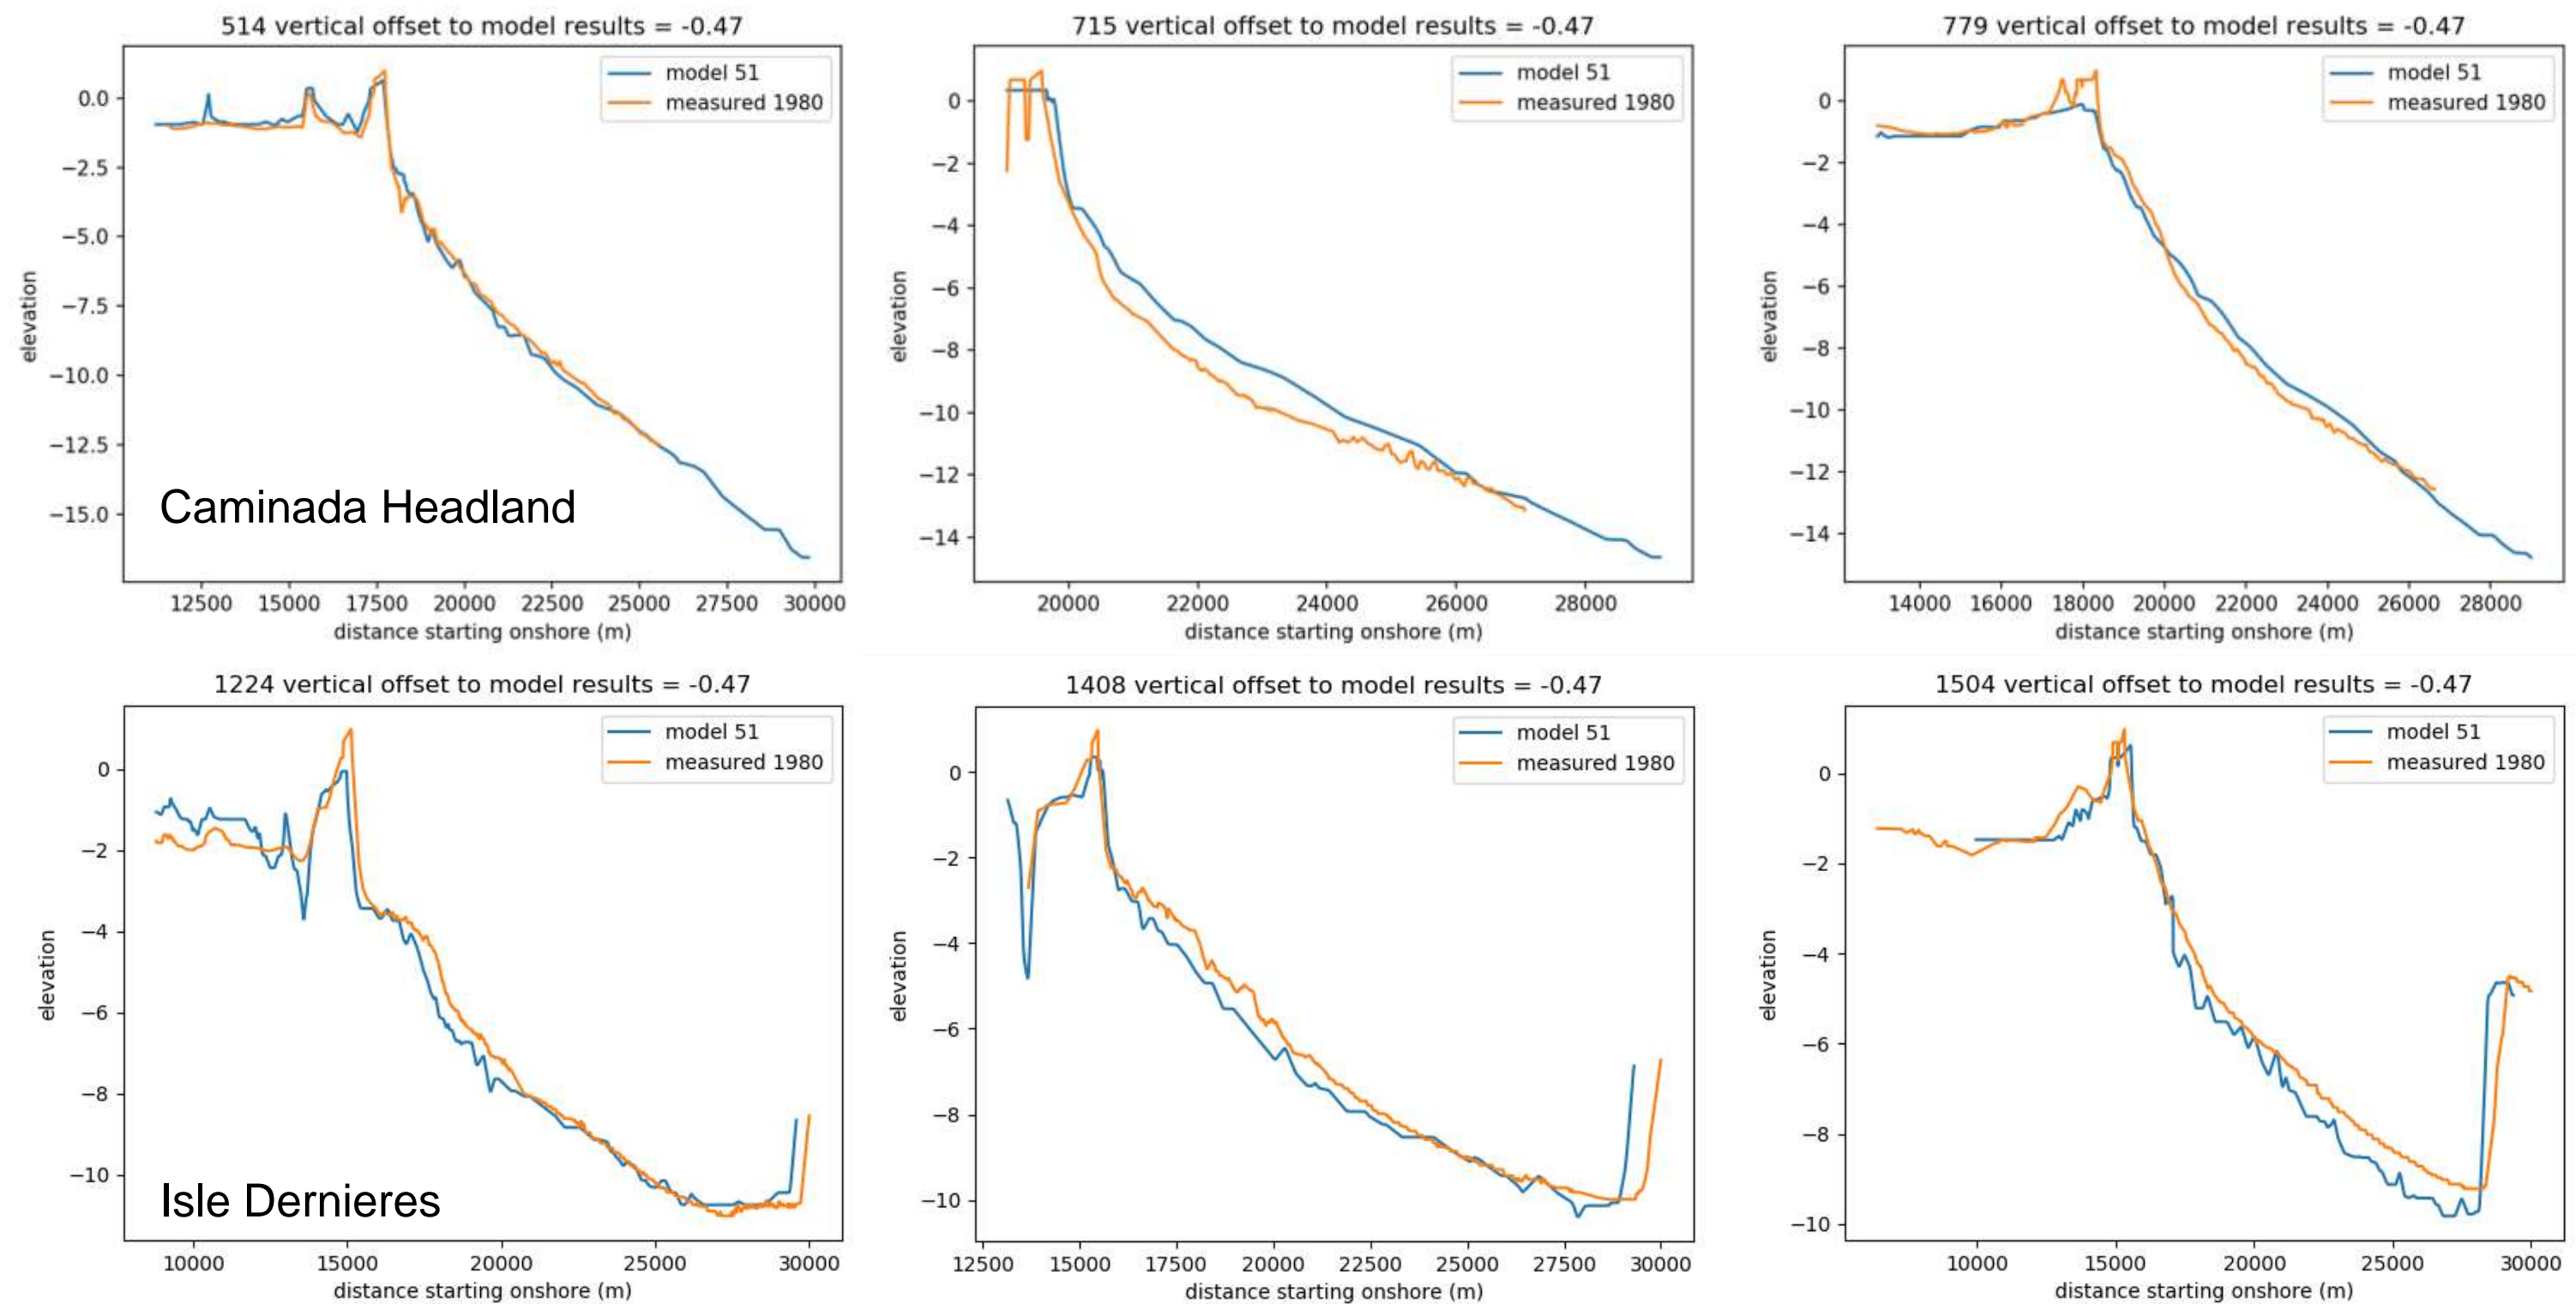 514 vertical offset to model results = -0.47
model 51
measured 1980
0.0
−2.5
−5.0
−7.5
−10.0
−12.5
−15.0
elevation
Caminada Headland
12500 15000 17500 20000 22500 25000 27500 30000
distance starting onshore (m)
715 vertical offset to model results = -0.47
model 51
measured 1980
0
−2
−4
−6
−8
−10
−12
−14
elevation
20000 22000 24000 26000 28000
distance starting onshore (m)
779 vertical offset to model results = -0.47
model 51
measured 1980
0
−2
−4
−6
−8
−10
−12
−14
elevation
14000 16000 18000 20000 22000 24000 26000 28000
distance starting onshore (m)
1224 vertical offset to model results = -0.47
model 51
measured 1980
0
−2
−4
−6
−8
−10
elevation
Isle Dernieres
10000 15000 20000 25000 30000
distance starting onshore (m)
1408 vertical offset to model results = -0.47
model 51
measured 1980
0
−2
−4
−6
−8
−10
elevation
12500 15000 17500 20000 22500 25000 27500 30000
distance starting onshore (m)
1504 vertical offset to model results = -0.47
model 51
measured 1980
0
−2
−4
−6
−8
−10
elevation
10000 15000 20000 25000 30000
distance starting onshore (m)